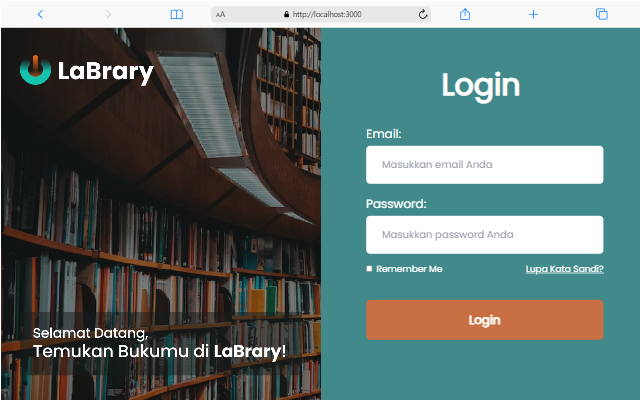 AA
http://localhost:3000
LaBrary
Selamat Datang,
Temukan Bukumu di LaBrary!
Login
Email:
Masukkan email Anda
Password:
Masukkan password Anda
Remember Me
Lupa Kata Sandi?
Login